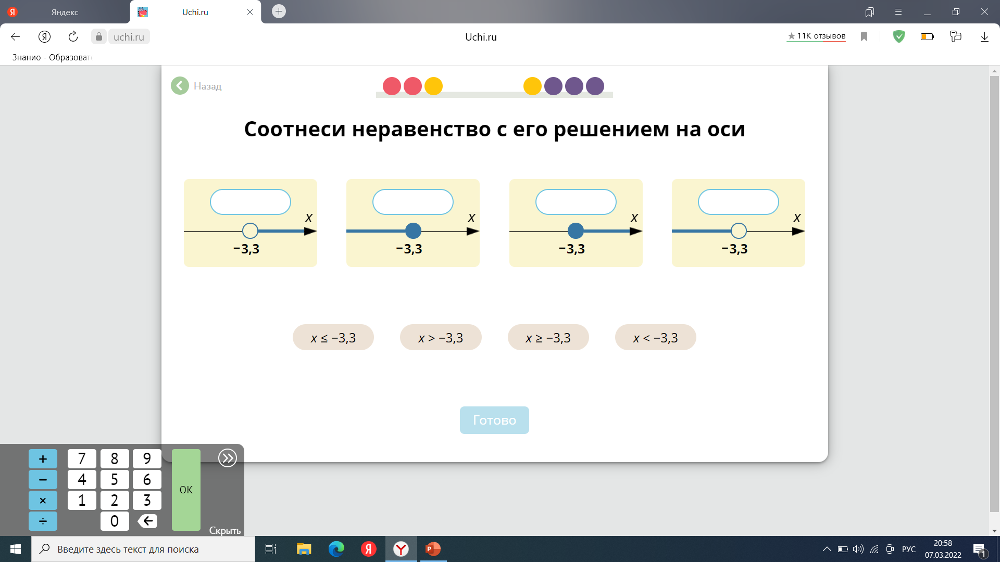 Яндекс
Uchi.ru
uchi.ru
Uchi.ru
11К отзывов
Знанио - Образоват
Назад
Соотнеси неравенство с его решением на оси
X
X
X
X
−3,3
−3,3
−3,3
−3,3
x ≤ −3,3
x > −3,3
x ≥ −3,3
x < −3,3
Готово
+ 7 8 9
− 4 5 6
× 1 2 3
÷ 0
OK
Скрыть
Введите здесь текст для поиска
РУС
20:58
07.03.2022
1